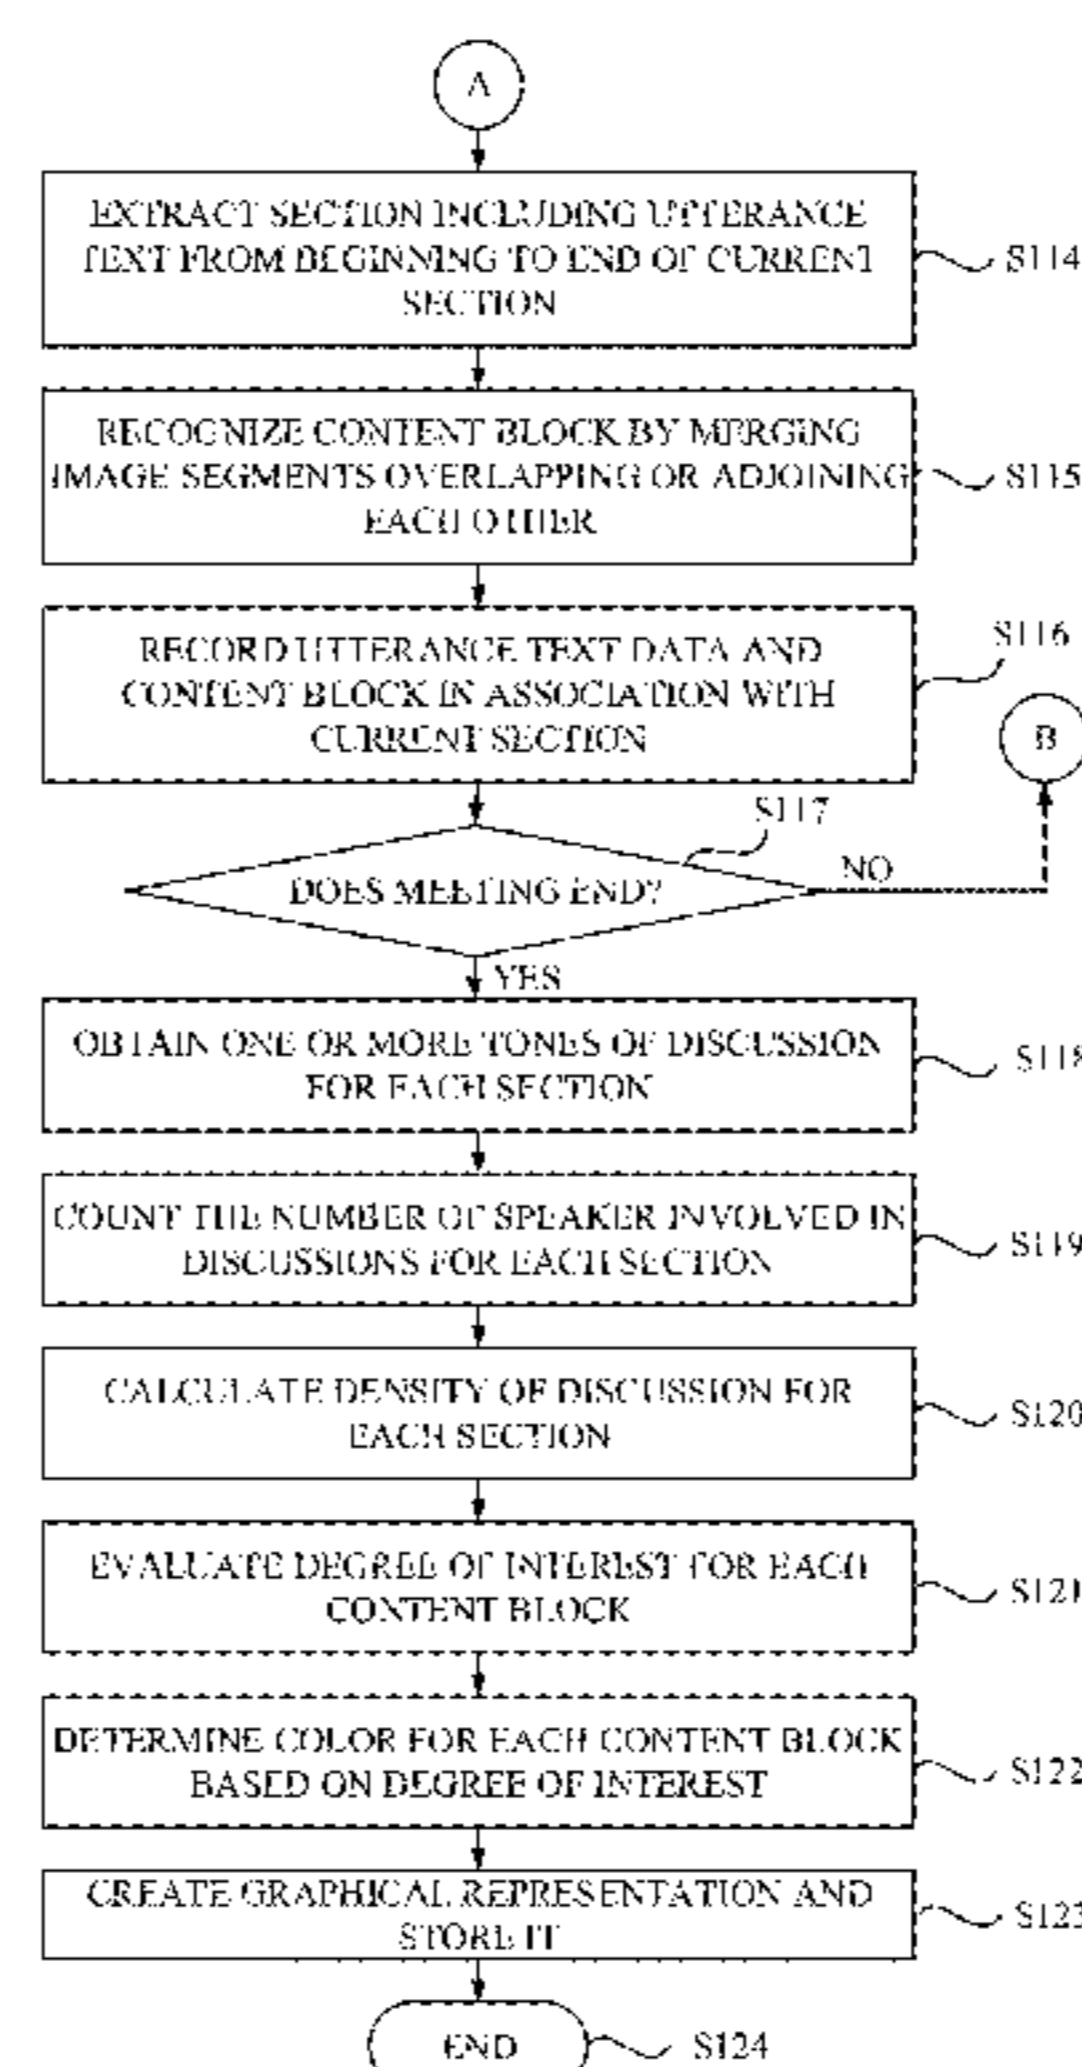 A
EXTRACT SECTION INCLUDING UTTERANCE
TEXT FROM BEGINNING TO END OF CURRENT
SECTION
S114
RECOGNIZE CONTENT BLOCK BY MERGING
IMAGE SEGMENTS OVERLAPPING OR ADJOINING
EACH OTHER
S115
RECORD UTTERANCE TEXT DATA AND
CONTENT BLOCK IN ASSOCIATION WITH
CURRENT SECTION
S116
B
S117
DOES MEETING END?
NO
YES
OBTAIN ONE OR MORE TONES OF DISCUSSION
FOR EACH SECTION
S118
COUNT THE NUMBER OF SPEAKER INVOLVED IN
DISCUSSIONS FOR EACH SECTION
S119
CALCULATE DENSITY OF DISCUSSION FOR
EACH SECTION
S120
EVALUATE DEGREE OF INTEREST FOR EACH
CONTENT BLOCK
S121
DETERMINE COLOR FOR EACH CONTENT BLOCK
BASED ON DEGREE OF INTEREST
S122
CREATE GRAPHICAL REPRESENTATION AND
STORE IT
S123
END
S124